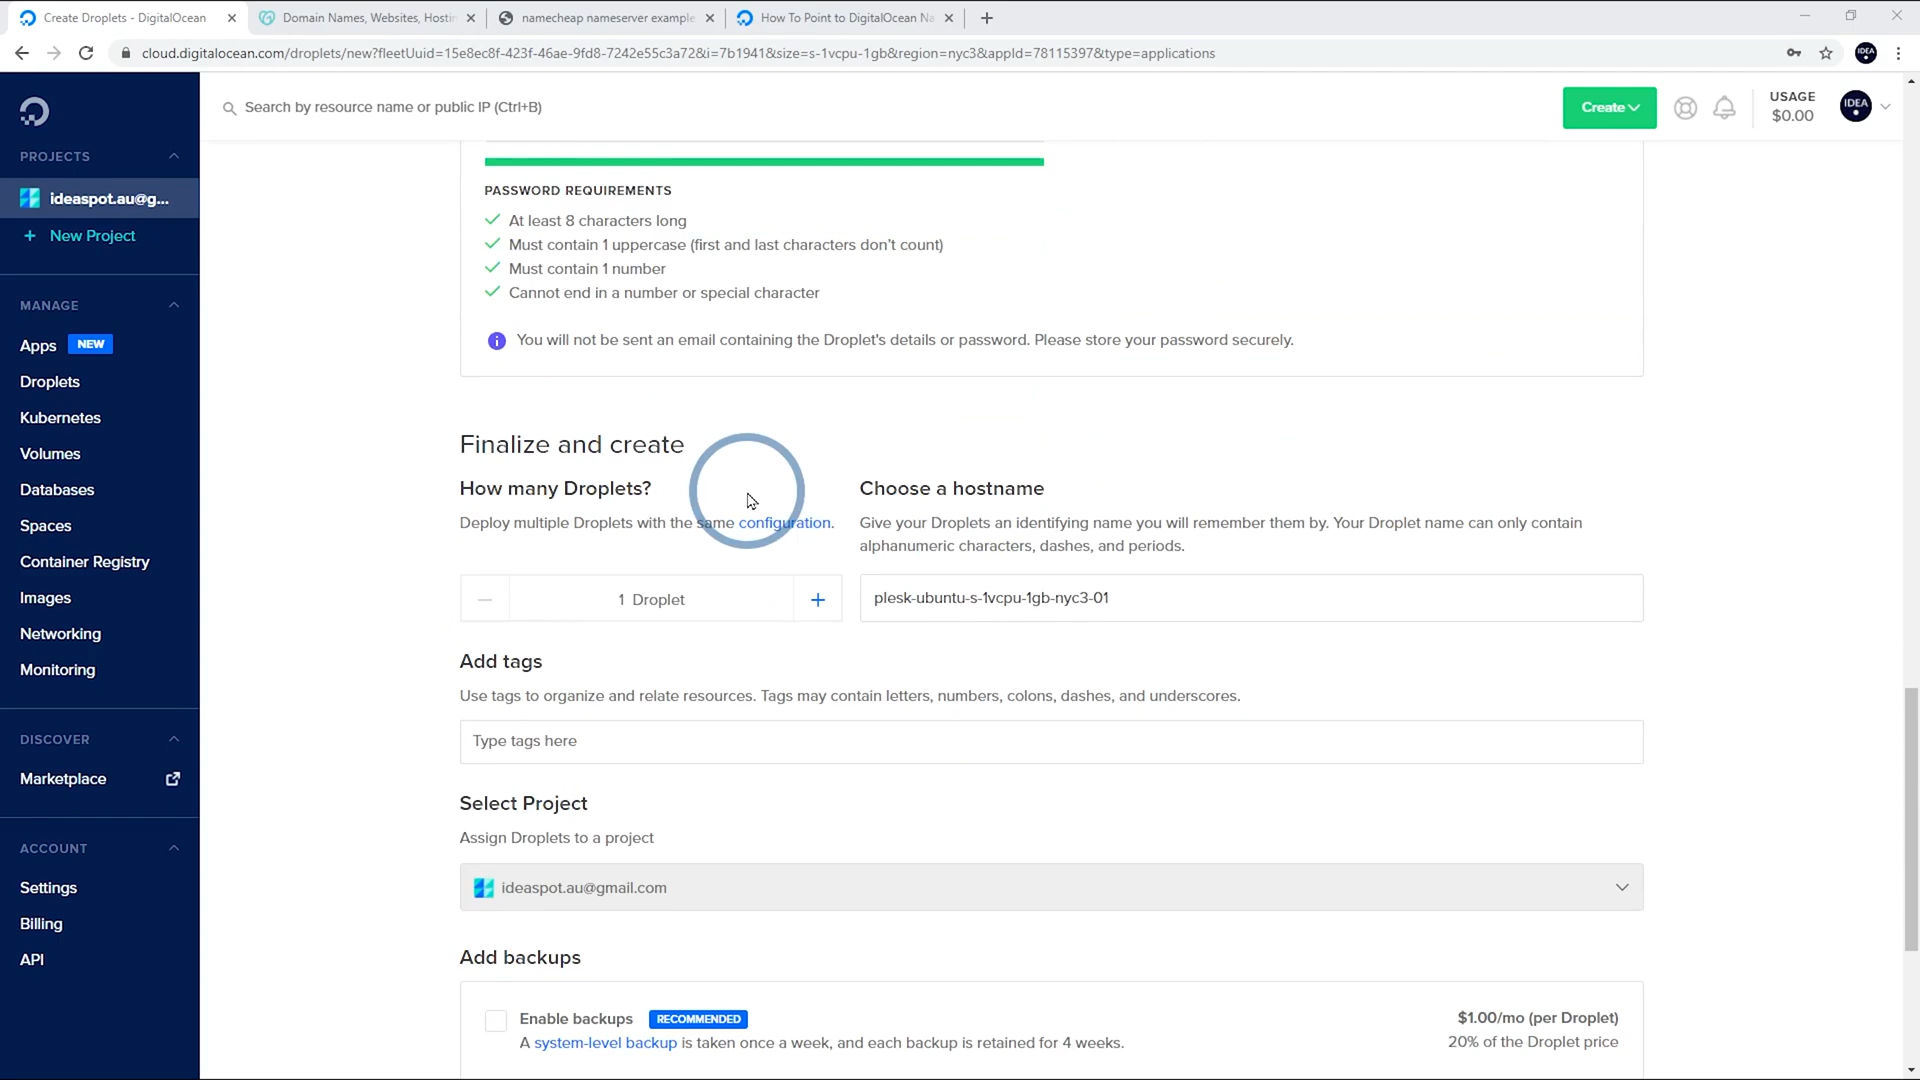 Create Droplets - DigitalOcean
Domain Names, Websites, Hostin
namecheap nameserver example
How To Point to DigitalOcean Na
cloud.digitalocean.com/droplets/new?fleetUuid=15e8ec8f-423f-46ae-9fd8-7242e55c3a72&i=7b1941&size=s-1vcpu-1gb&region=nyc3&appId=78115397&type=applications
IDEA
Search by resource name or public IP (Ctrl+B)
Create
USAGE
$0.00
IDEA
PROJECTS
ideaspot.au@g...
+ New Project
MANAGE
Apps NEW
Droplets
Kubernetes
Volumes
Databases
Spaces
Container Registry
Images
Networking
Monitoring
DISCOVER
Marketplace
ACCOUNT
Settings
Billing
API
PASSWORD REQUIREMENTS
At least 8 characters long
Must contain 1 uppercase (first and last characters don't count)
Must contain 1 number
Cannot end in a number or special character
You will not be sent an email containing the Droplet's details or password. Please store your password securely.
Finalize and create
How many Droplets?
Deploy multiple Droplets with the same configuration.
1 Droplet
Choose a hostname
Give your Droplets an identifying name you will remember them by. Your Droplet name can only contain
alphanumeric characters, dashes, and periods.
plesk-ubuntu-s-1vcpu-1gb-nyc3-01
Add tags
Use tags to organize and relate resources. Tags may contain letters, numbers, colons, dashes, and underscores.
Type tags here
Select Project
Assign Droplets to a project
ideaspot.au@gmail.com
Add backups
Enable backups RECOMMENDED
A system-level backup is taken once a week, and each backup is retained for 4 weeks.
$1.00/mo (per Droplet)
20% of the Droplet price